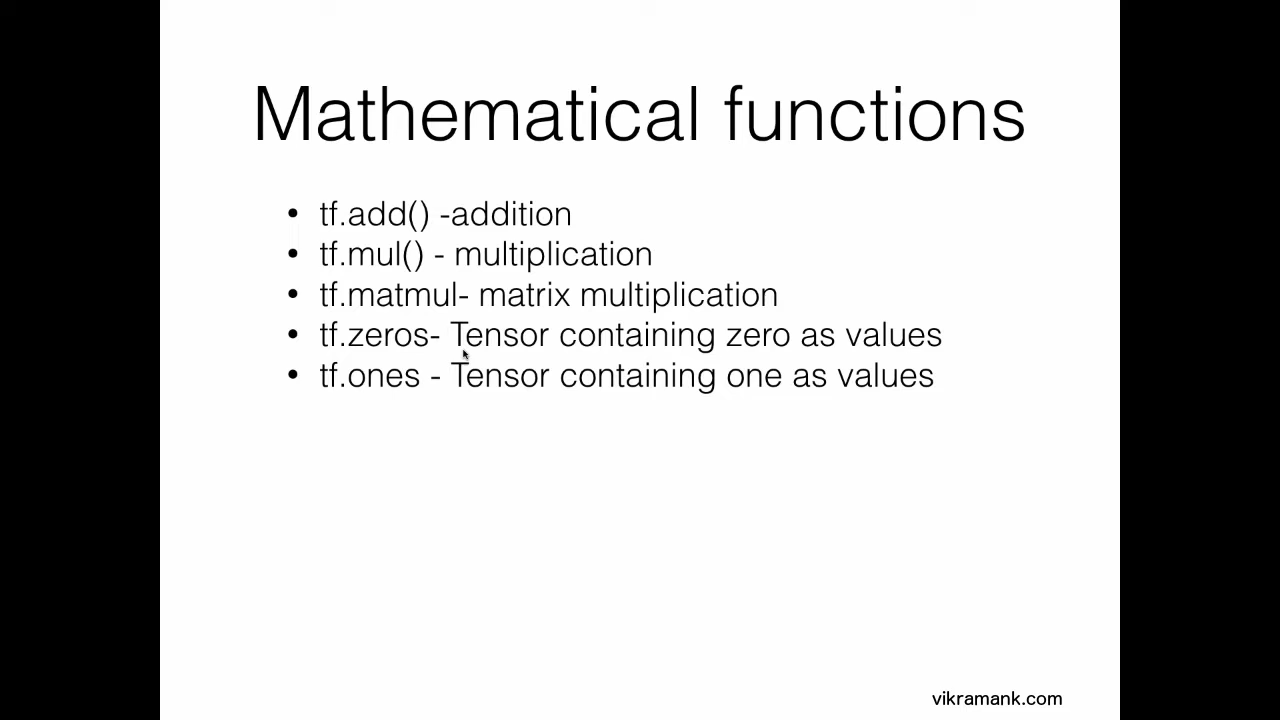 Mathematical functions
• tf.add() -addition
• tf.mul() - multiplication
• tf.matmul- matrix multiplication
• tf.zeros- Tensor containing zero as values
• tf.ones - Tensor containing one as values
vikramank.com